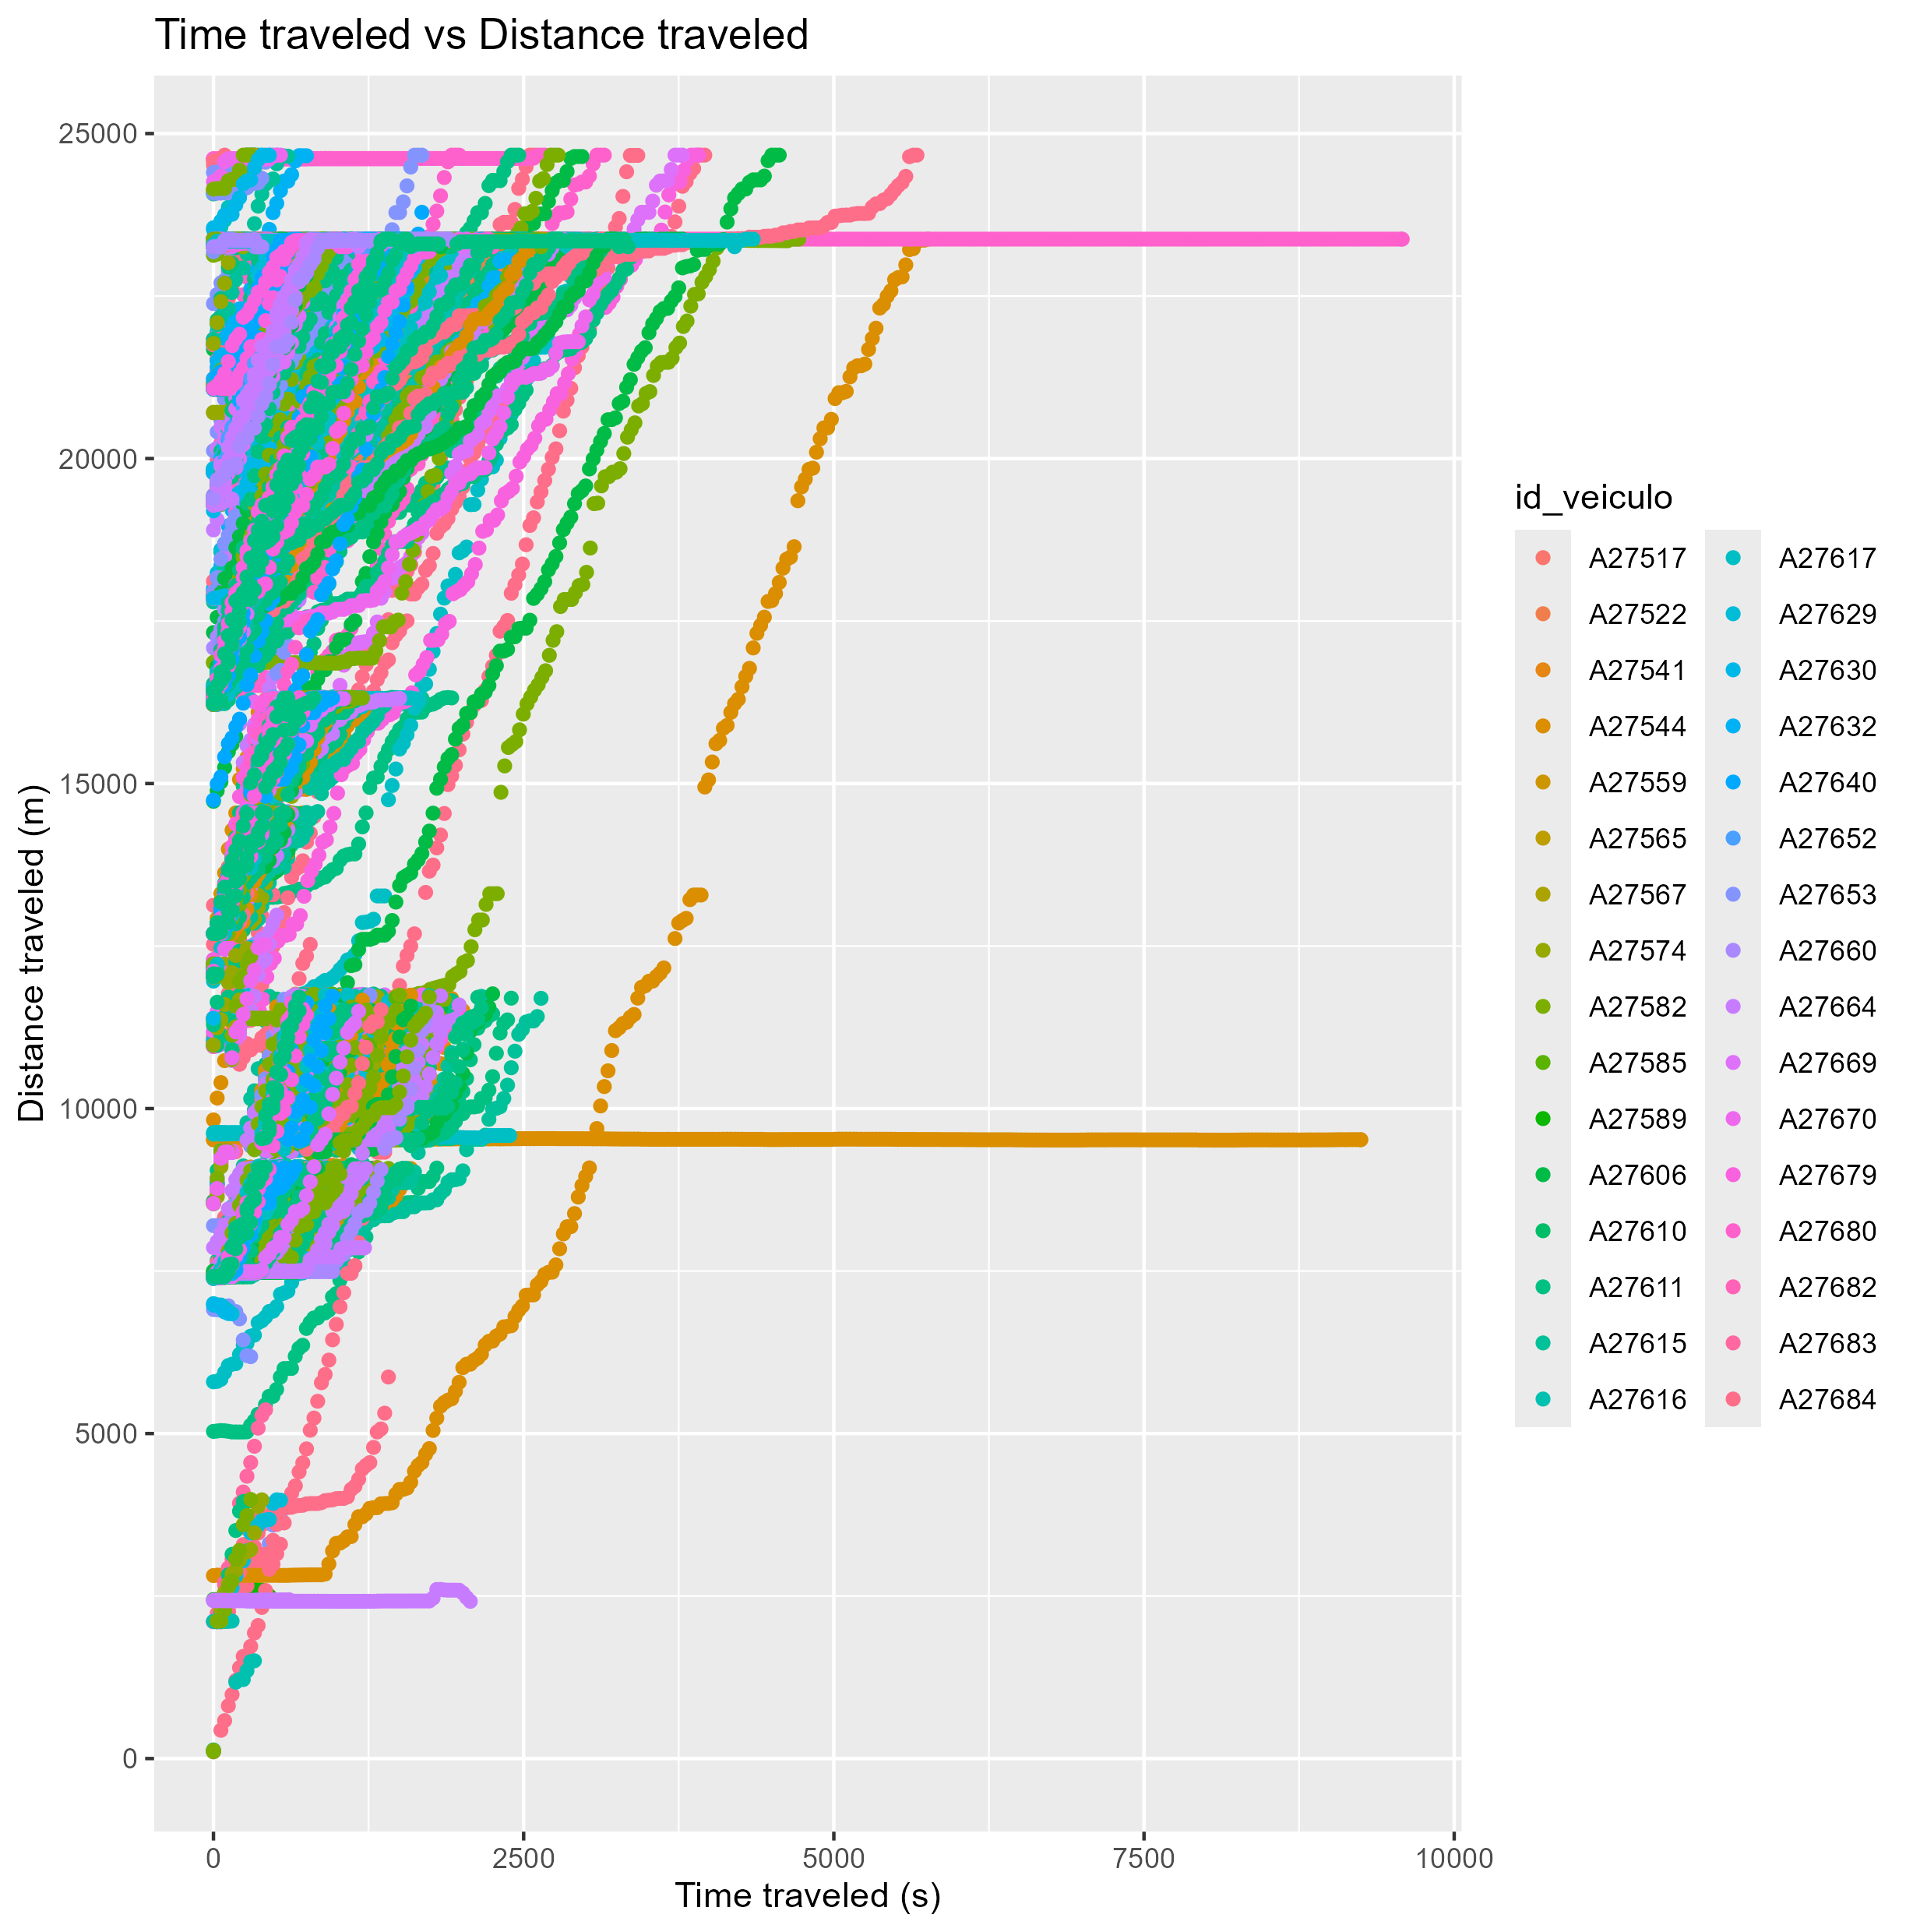 Time traveled vs Distance traveled
25000
20000
15000
10000
5000
0
Distance traveled (m)
0 2500 5000 7500 10000
Time traveled (s)
id_veiculo
A27517 A27617
A27522 A27629
A27541 A27630
A27544 A27632
A27559 A27640
A27565 A27652
A27567 A27653
A27574 A27660
A27582 A27664
A27585 A27669
A27589 A27670
A27606 A27679
A27610 A27680
A27611 A27682
A27615 A27683
A27616 A27684